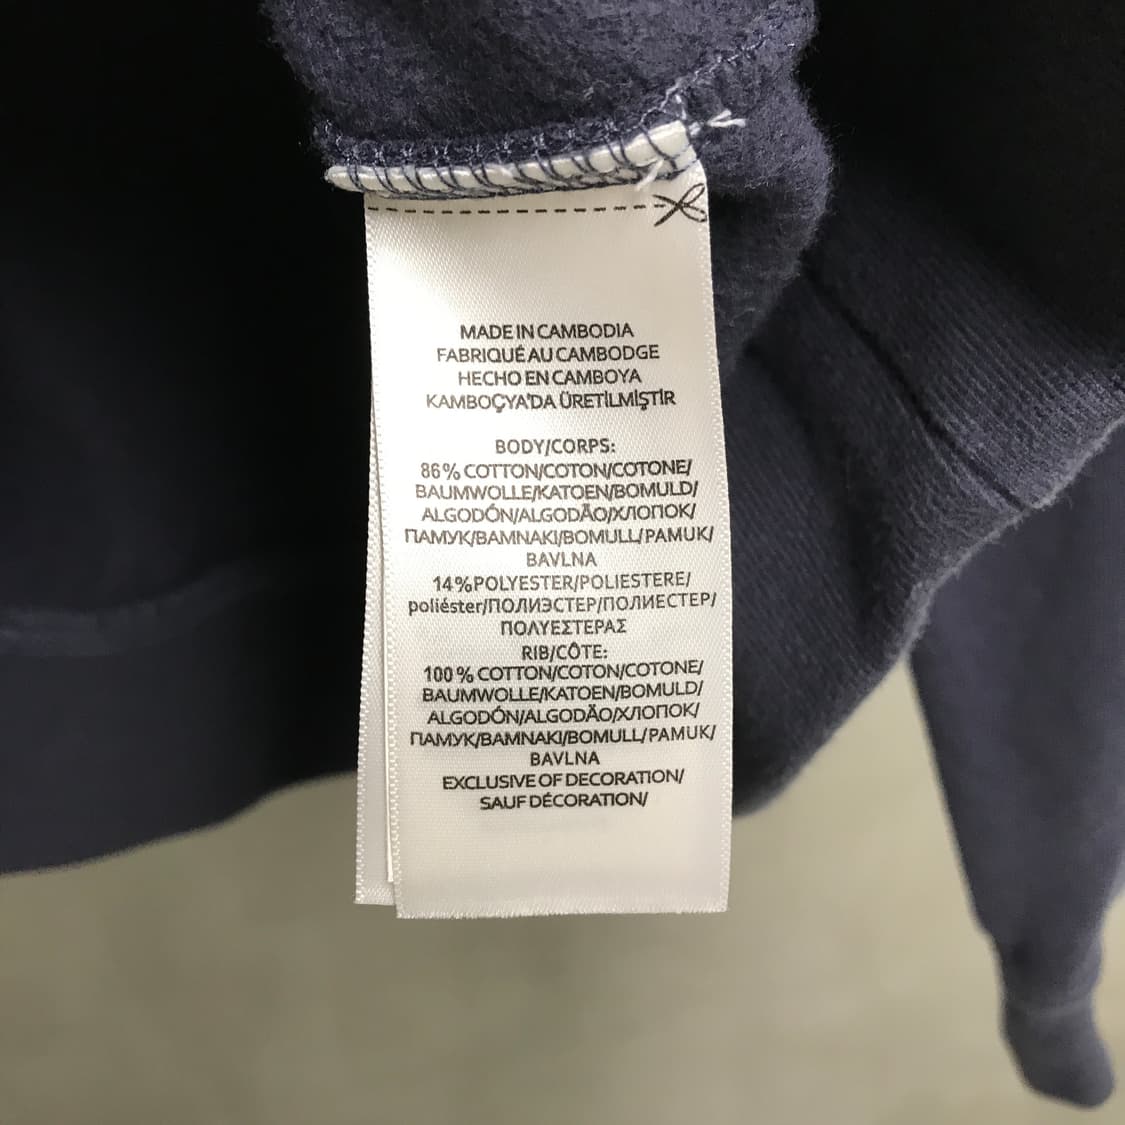 MADE IN CAMBODIA
FABRIQUÉ AU CAMBODGE
HECHO EN CAMBOYA
KAMBOÇYA'DA ÜRETİLMİŞTİR
BODY/CORPS:
86% COTTON/COTON/COTONE/
BAUMWOLLE/KATOEN/BOMULD/
ALGODÓN/ALGODÃO/ХЛОПОК/
ПАМУК/ΒΑΜΝΑΚΙ/BOMULL/PAMUK/
BAVLNA
14%POLYESTER/POLIESTERE/
poliéster/ПОЛИЭСТЕР/ПОЛИЕСТЕР/
ΠΟΛΥΕΣΤΕΡΑΣ
RIB/CÔTE:
100% COTTON/COTON/COTONE/
BAUMWOLLE/KATOEN/BOMULD/
ALGODÓN/ALGODÃO/ХЛОПОК/
ПАМУК/ΒΑΜΝΑΚΙ/BOMULL/PAMUK/
BAVLNA
EXCLUSIVE OF DECORATION/
SAUF DÉCORATION/